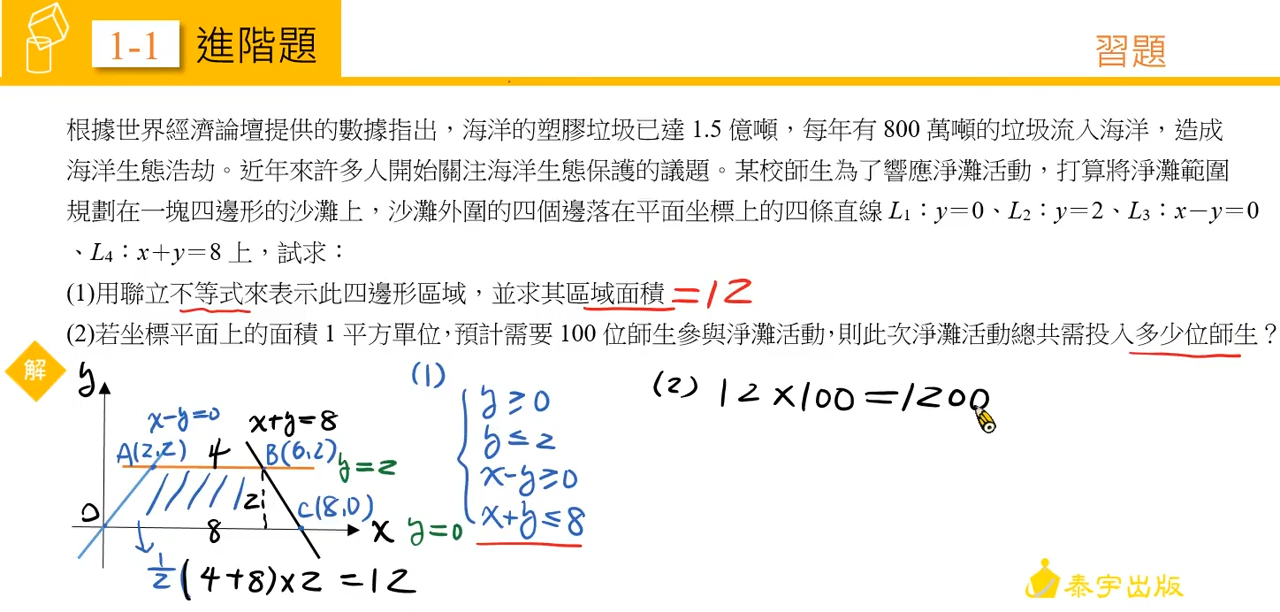 1-1 進階題
習題
根據世界經濟論壇提供的數據指出，海洋的塑膠垃圾已達 1.5 億噸，每年有 800 萬噸的垃圾流入海洋，造成
海洋生態浩劫。近年來許多人開始關注海洋生態保護的議題。某校師生為了響應淨灘活動，打算將淨灘範圍
規劃在一塊四邊形的沙灘上，沙灘外圍的四個邊落在平面坐標上的四條直線 L₁：y＝0、L₂：y＝2、L₃：x－y＝0
、L₄：x＋y＝8 上，試求：
(1)用聯立不等式來表示此四邊形區域，並求其區域面積 =12
(2)若坐標平面上的面積 1 平方單位，預計需要 100 位師生參與淨灘活動，則此次淨灘活動總共需投入多少位師生？
解
y
x-y=0
x+y=8
A(2,2)
4
B(6,2)
y=2
2
C(8,0)
0
8
x
y=0
1/2(4+8)×2=12
(1)
y≥0
y≤2
x-y≥0
x+y≤8
(2) 12×100=1200
泰宇出版